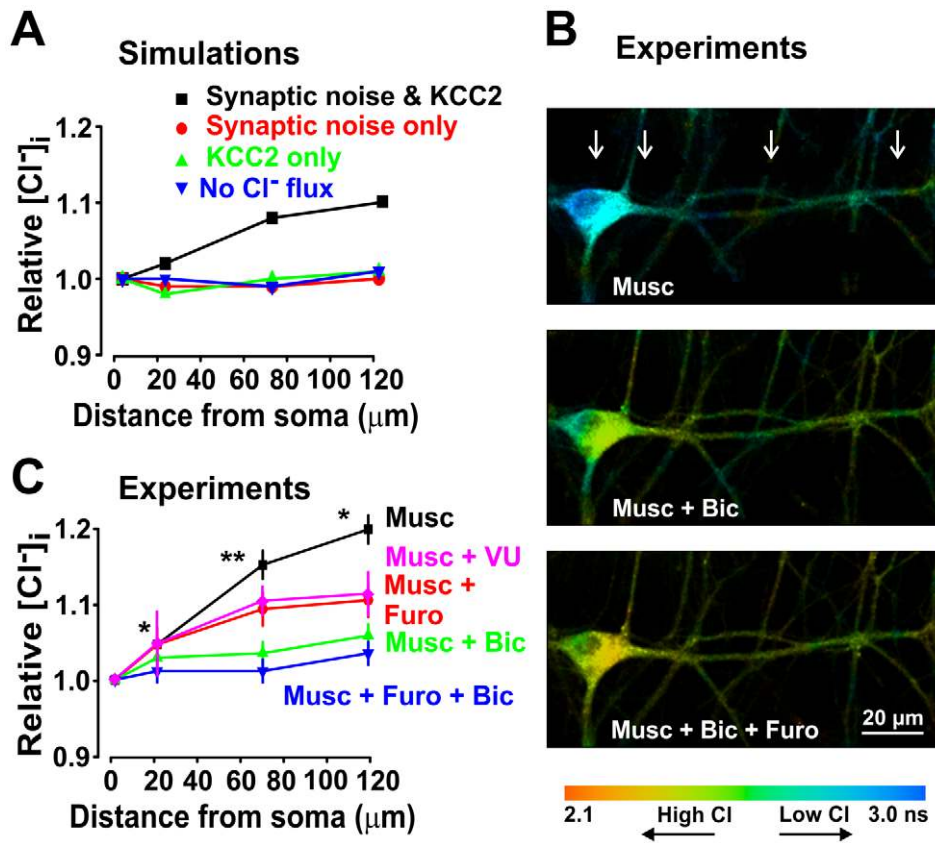 A
Simulations
Synaptic noise & KCC2
Synaptic noise only
KCC2 only
No Cl⁻ flux
1.2
1.1
1.0
0.9
Relative [Cl⁻]i
0 20 40 60 80 100 120
Distance from soma (μm)
B
Experiments
Musc
Musc + Bic
Musc + Bic + Furo
20 μm
2.1
High Cl
Low Cl
3.0 ns
C
Experiments
1.2
1.1
1.0
0.9
Relative [Cl⁻]i
*
**
*
Musc
Musc + VU
Musc +
Furo
Musc + Bic
Musc + Furo + Bic
0 20 40 60 80 100 120
Distance from soma (μm)